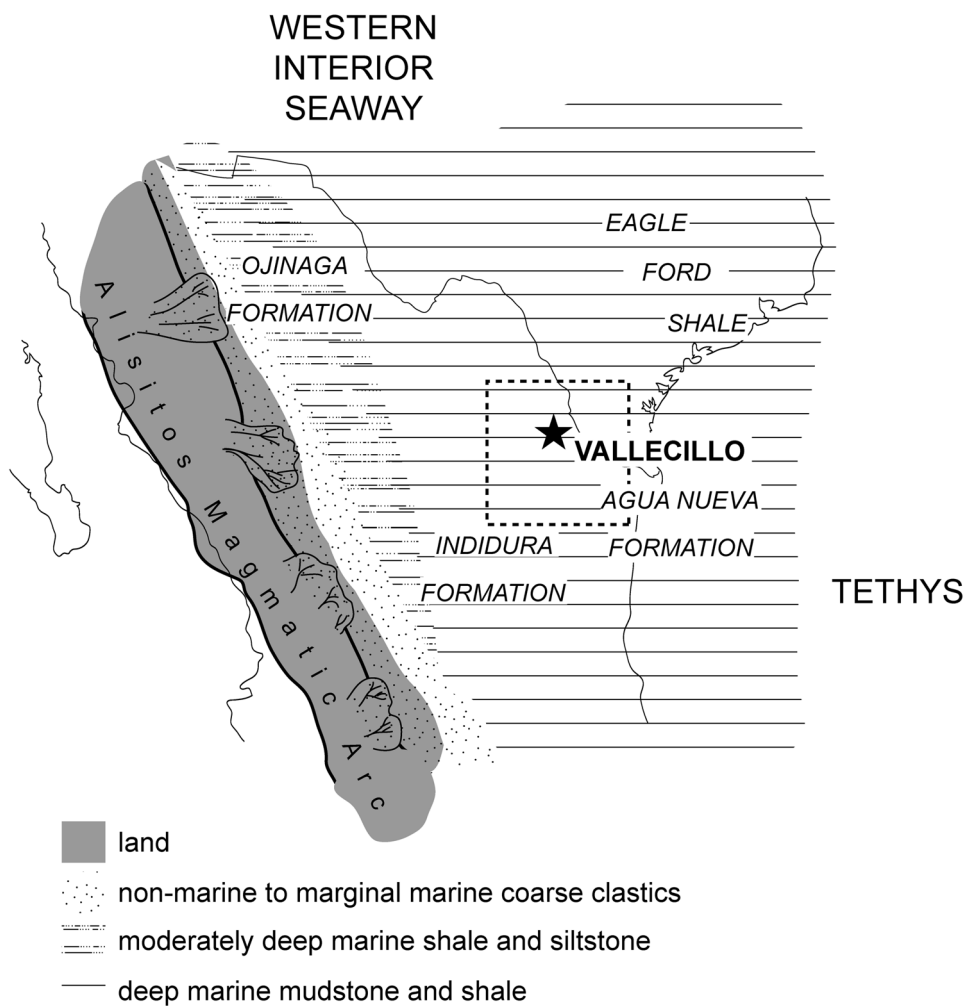 WESTERN
INTERIOR
SEAWAY
EAGLE
OJINAGA
FORD
FORMATION
SHALE
Alisitos Magmatic Arc
VALLECILLO
AGUA NUEVA
INDIDURA
FORMATION
FORMATION
TETHYS
land
non-marine to marginal marine coarse clastics
moderately deep marine shale and siltstone
deep marine mudstone and shale